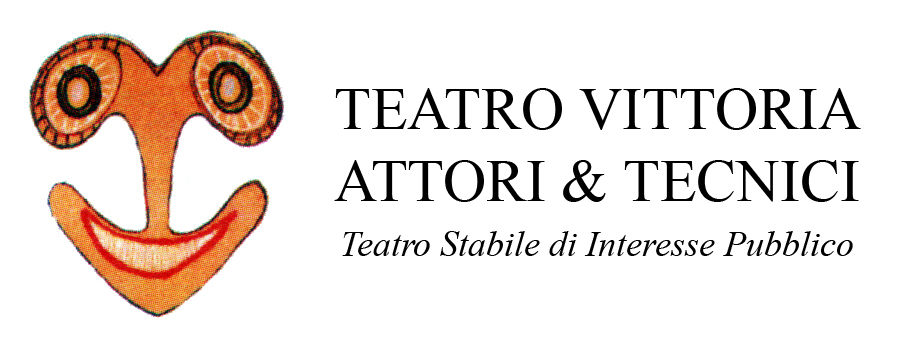 TEATRO VITTORIA
ATTORI & TECNICI
Teatro Stabile di Interesse Pubblico